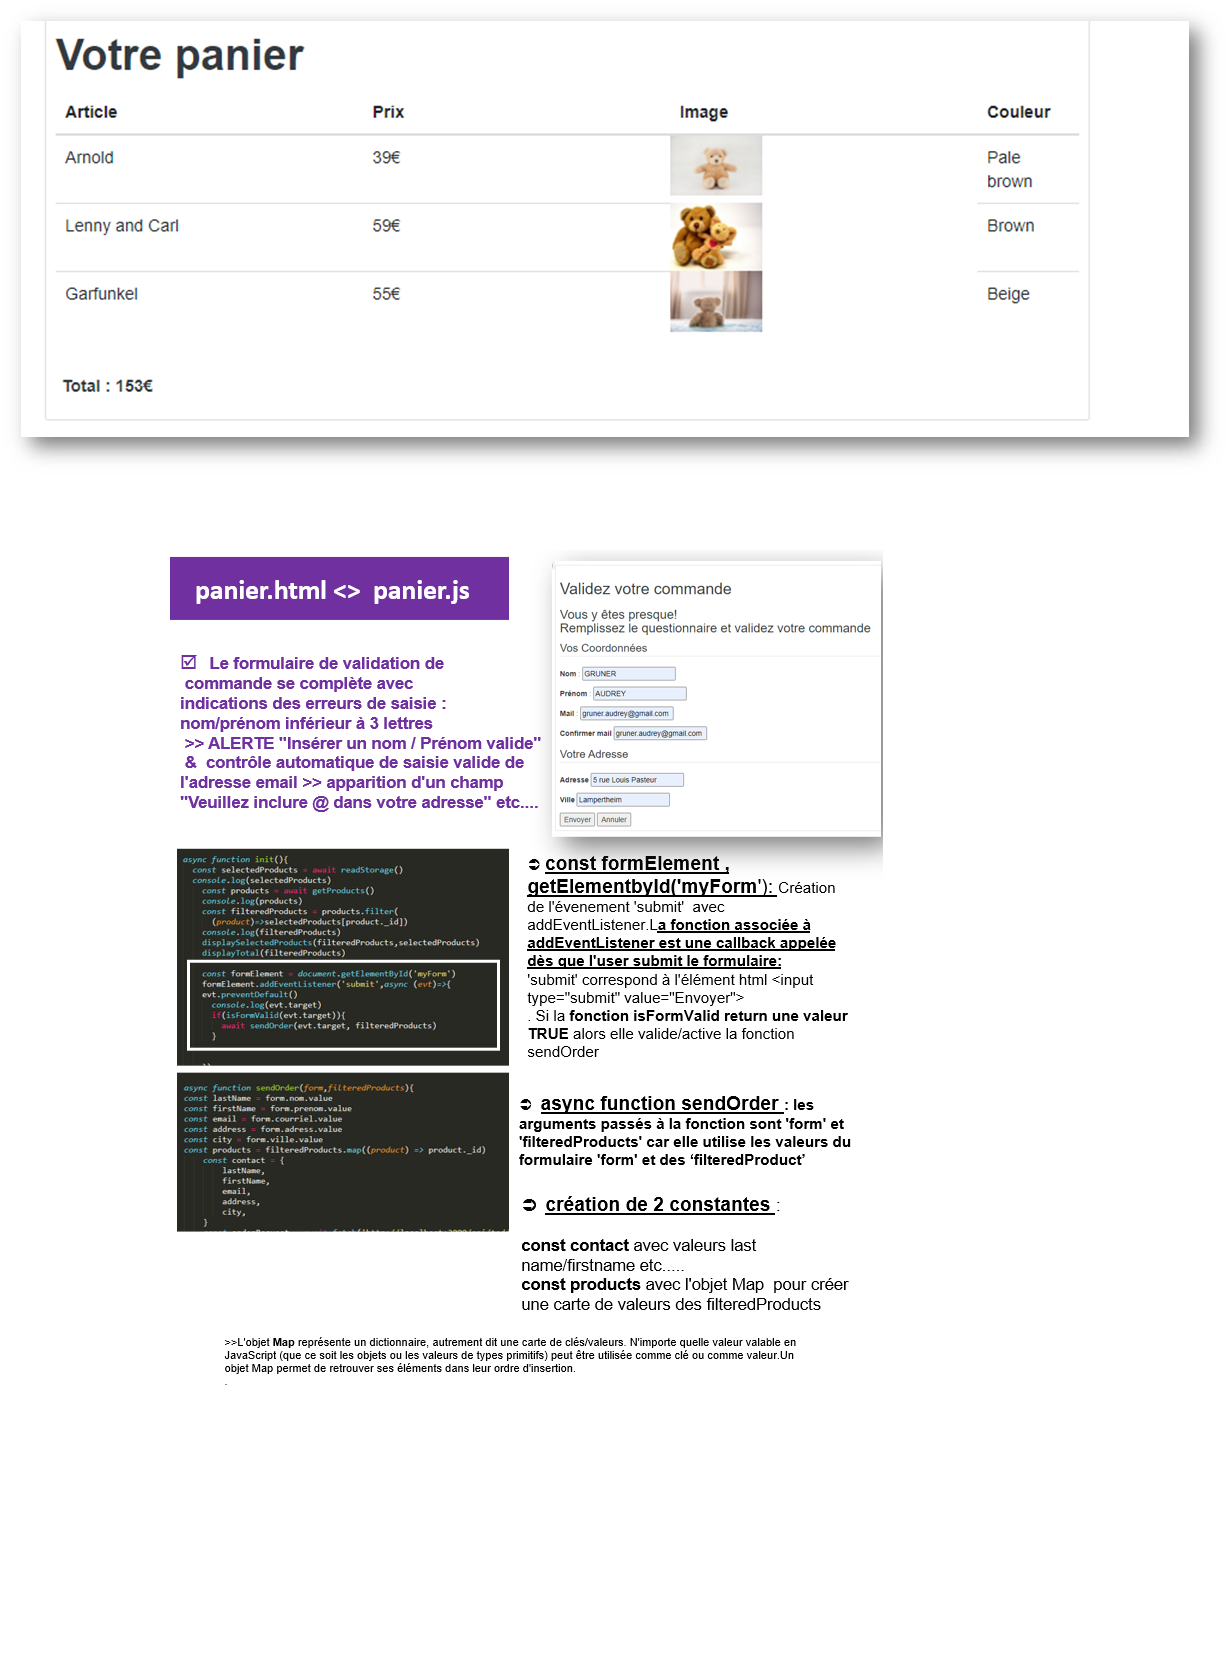 Votre panier
Article Prix Image Couleur
Arnold 39€ Pale
brown
Lenny and Carl 59€ Brown
Garfunkel 55€ Beige
Total : 153€
panier.html <> panier.js
Le formulaire de validation de
commande se complète avec
indications des erreurs de saisie :
nom/prénom inférieur à 3 lettres
>> ALERTE "Insérer un nom / Prénom valide"
& contrôle automatique de saisie valide de
l'adresse email >> apparition d'un champ
"Veuillez inclure @ dans votre adresse" etc....
Validez votre commande
Vous y êtes presque!
Remplissez le questionnaire et validez votre commande
Vos Coordonnées
Nom : GRUNER
Prénom : AUDREY
Mail : gruner.audrey@gmail.com
Confirmer mail gruner.audrey@gmail.com
Votre Adresse
Adresse 5 rue Louis Pasteur
Ville Lampertheim
Envoyer Annuler
async function init(){
const selectedProducts = await readStorage()
console.log(selectedProducts)
const products = await getProducts()
console.log(products)
const filteredProducts = products.filter(
(product)=>selectedProducts[product._id])
console.log(filteredProducts)
displaySelectedProducts(filteredProducts,selectedProducts)
displayTotal(filteredProducts)
const formElement = document.getElementById('myForm')
formElement.addEventListener('submit',async (evt)=>{
evt.preventDefault()
console.log(evt.target)
if(isFormValid(evt.target)){
await sendOrder(evt.target, filteredProducts)
}
async function sendOrder(form,filteredProducts){
const lastName = form.nom.value
const firstName = form.prenom.value
const email = form.courriel.value
const address = form.adress.value
const city = form.ville.value
const products = filteredProducts.map((product) => product._id)
const contact = {
lastName,
firstName,
email,
address,
city,
}
➲ const formElement ,
getElementbyId('myForm'): Création
de l'évenement 'submit' avec
addEventListener.La fonction associée à
addEventListener est une callback appelée
dès que l'user submit le formulaire:
'submit' correspond à l'élément html <input
type="submit" value="Envoyer">
. Si la fonction isFormValid return une valeur
TRUE alors elle valide/active la fonction
sendOrder
➲ async function sendOrder : les
arguments passés à la fonction sont 'form' et
'filteredProducts' car elle utilise les valeurs du
formulaire 'form' et des ‘filteredProduct’
➲ création de 2 constantes :
const contact avec valeurs last
name/firstname etc.....
const products avec l'objet Map pour créer
une carte de valeurs des filteredProducts
>>L'objet Map représente un dictionnaire, autrement dit une carte de clés/valeurs. N'importe quelle valeur valable en
JavaScript (que ce soit les objets ou les valeurs de types primitifs) peut être utilisée comme clé ou comme valeur.Un
objet Map permet de retrouver ses éléments dans leur ordre d'insertion.
.